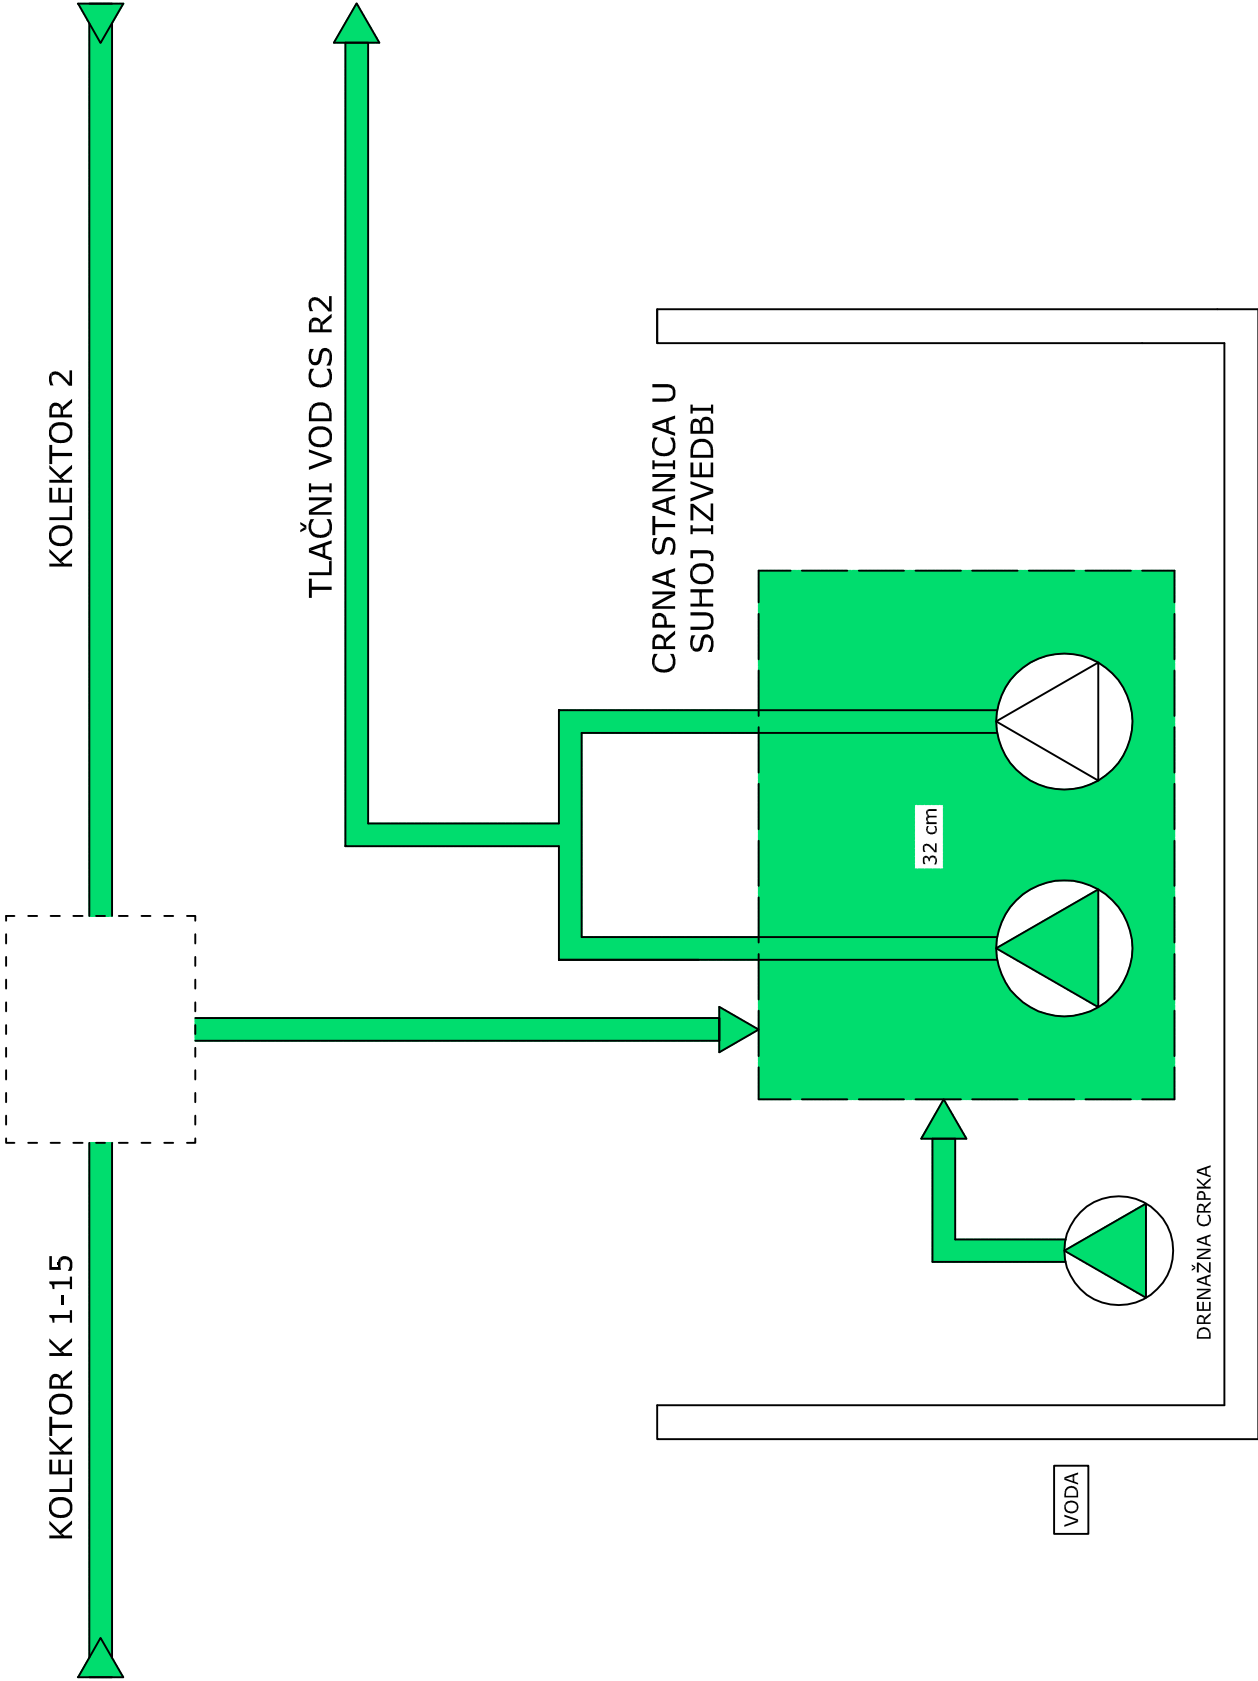 KOLEKTOR K 1-15
KOLEKTOR 2
TLAČNI VOD CS R2
CRPNA STANICA U
SUHOJ IZVEDBI
32 cm
DRENAŽNA CRPKA
VODA